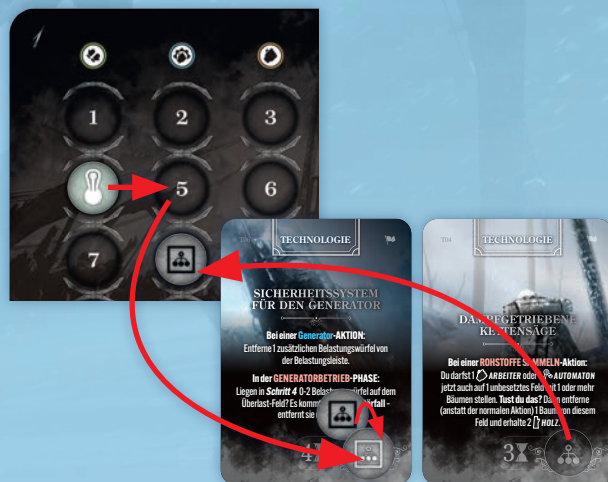 1 2 3
5 6
7
TECHNOLOGIE
SICHERHEITSSYSTEM
FÜR DEN GENERATOR
Bei einer Generator-AKTION:
Entferne 1 zusätzlichen Belastungswürfel von
der Belastungsleiste.
In der GENERATORBETRIEB-PHASE:
Liegen in Schritt 4 0-2 Belastungswürfel auf dem
Überlast-Feld? Es kommt
rfall -
entfernt sie
4
TECHNOLOGIE
DAMPFGETRIEBENE
KETTENSÄGE
Bei einer ROHSTOFFE SAMMELN-Aktion:
Du darfst 1 ARBEITER oder AUTOMATON
jetzt auch auf 1 unbesetztes Feld mit 1 oder mehr
Bäumen stellen. Tust du das? Dann entferne
(anstatt der normalen Aktion) 1 Baum von diesem
Feld und erhalte 2 HOLZ.
3